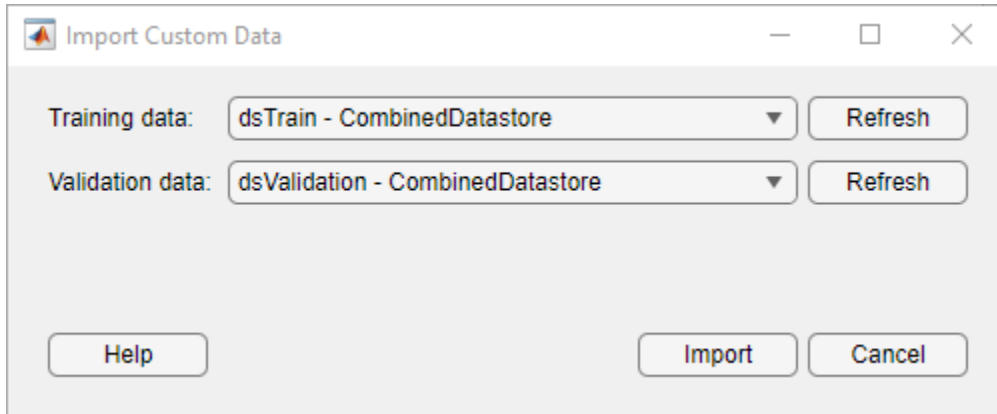 Import Custom Data
Training data: dsTrain - CombinedDatastore Refresh
Validation data: dsValidation - CombinedDatastore Refresh
Help Import Cancel